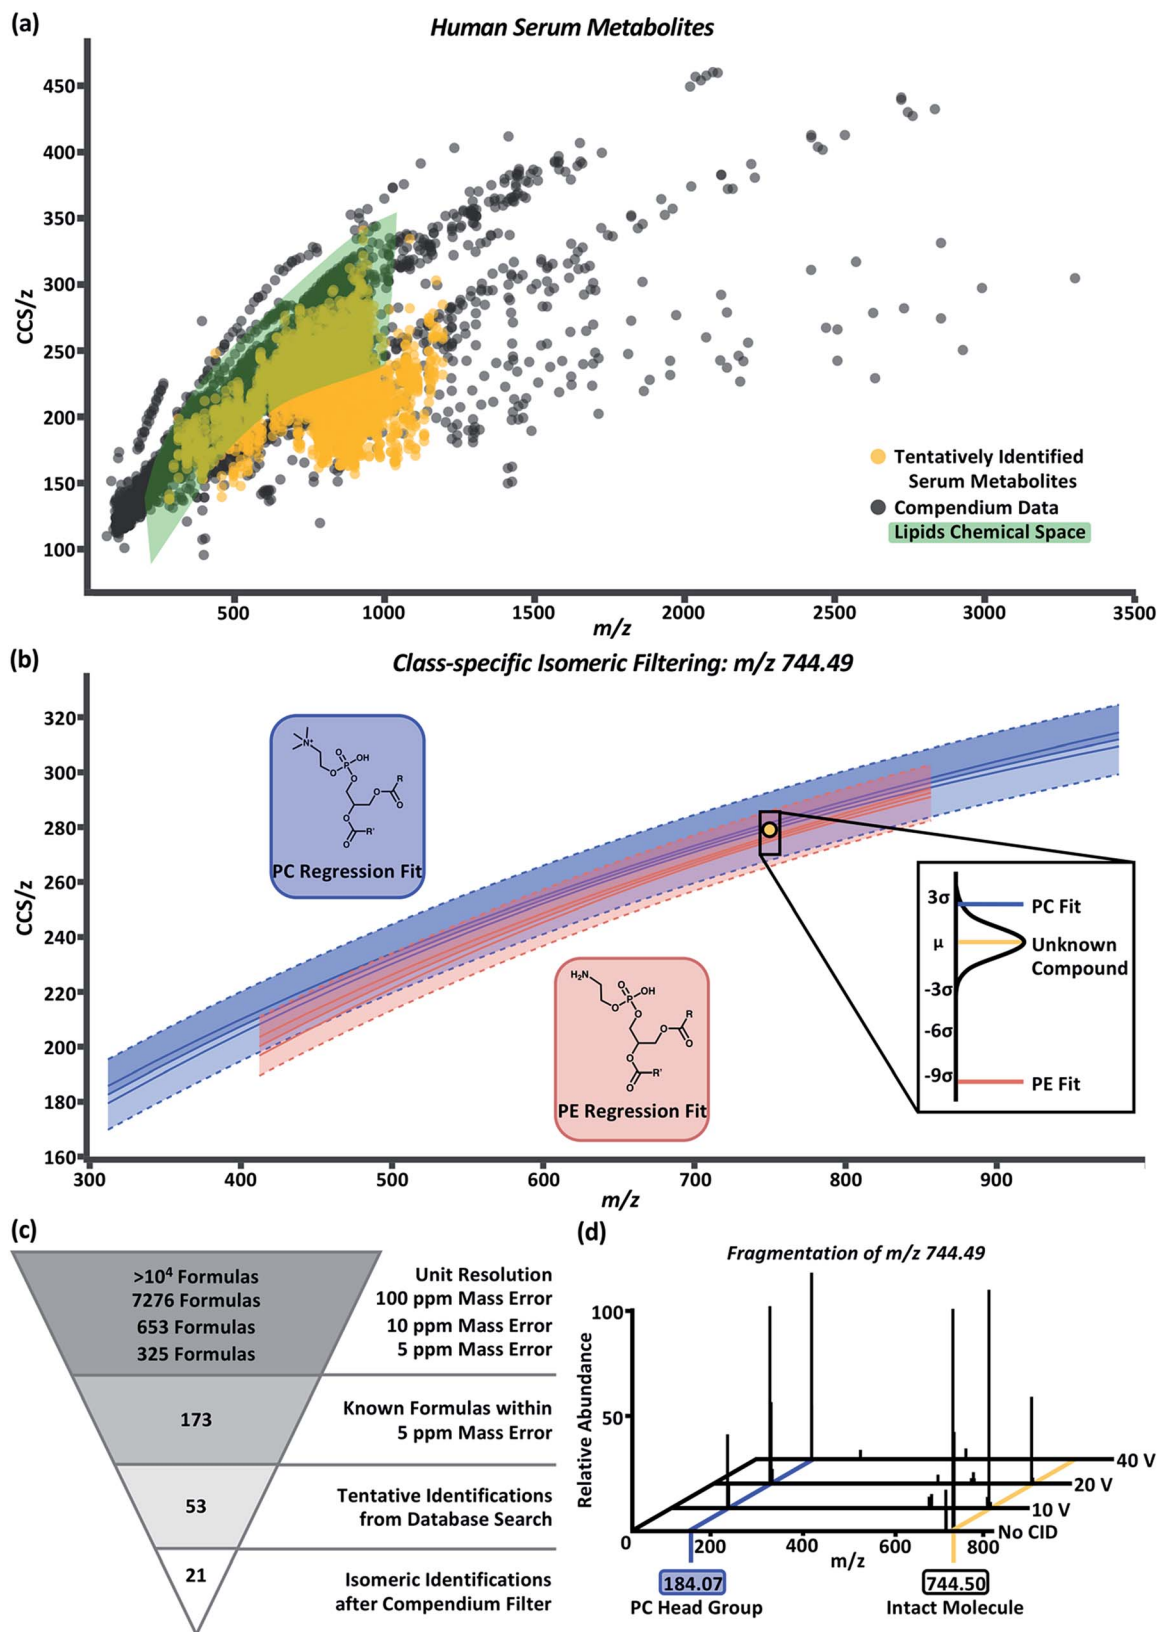 (a)
Human Serum Metabolites
CCS/z
450
400
350
300
250
200
150
100
500
1000
1500
2000
2500
3000
3500
m/z
Tentatively Identified
Serum Metabolites
Compendium Data
Lipids Chemical Space
(b)
Class-specific Isomeric Filtering: m/z 744.49
CCS/z
320
300
280
260
240
220
200
180
160
300
400
500
600
700
800
900
m/z
N+
O
P
OH
O
O
O
R
O
O
R'
O
PC Regression Fit
H2N
O
P
OH
O
O
O
R
O
O
R'
O
PE Regression Fit
3σ
μ
-3σ
-6σ
-9σ
PC Fit
Unknown
Compound
PE Fit
(c)
>10⁴ Formulas
7276 Formulas
653 Formulas
325 Formulas
Unit Resolution
100 ppm Mass Error
10 ppm Mass Error
5 ppm Mass Error
173
Known Formulas within
5 ppm Mass Error
53
Tentative Identifications
from Database Search
21
Isomeric Identifications
after Compendium Filter
(d)
Fragmentation of m/z 744.49
Relative Abundance
100
50
0
200
400
600
800
m/z
40 V
20 V
10 V
No CID
184.07
PC Head Group
744.50
Intact Molecule